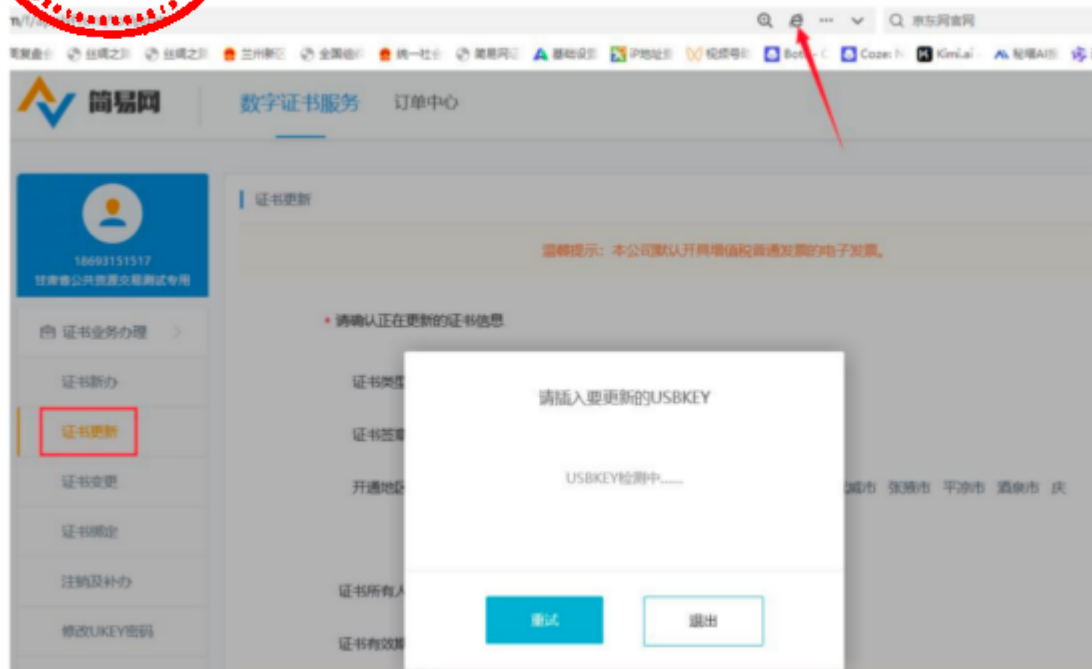 京东网官网
简易网
数字证书服务 订单中心
证书更新
18693151517
甘肃省公共资源交易测试专用
温馨提示：本公司默认开具增值税普通发票的电子发票。
证书业务办理
* 请确认正在更新的证书信息
证书新办
证书类型
请插入要更新的USBKEY
证书更新
证书签章
USBKEY检测中......
证书变更
开通地区
张掖市 平凉市 酒泉市 庆
证书绑定
注销及补办
证书所有人
重试
退出
修改UKEY密码
证书有效期